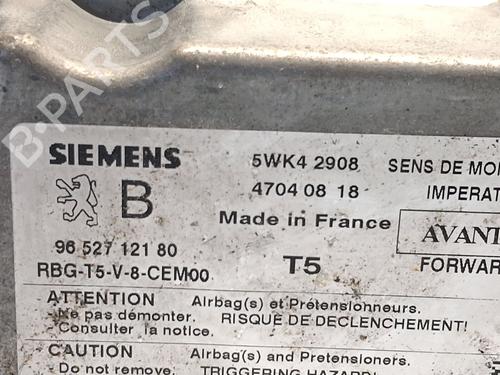 B-PARTS
SIEMENS
B
96 527 121 80
RBG-T5-V-8-CEM00
5WK4 2908
4704 08 18
Made in France
T5
SENS DE
IMPERAT
AVANT
FORWAR
ATTENTION Airbag(s) et Prétensionneurs.
- Ne pas démonter. RISQUE DE DECLENCHEMENT!
- Consulter la notice.
CAUTION Airbag(s) and Pretensioners
- Do not remove. TRIGGERING HAZARD!